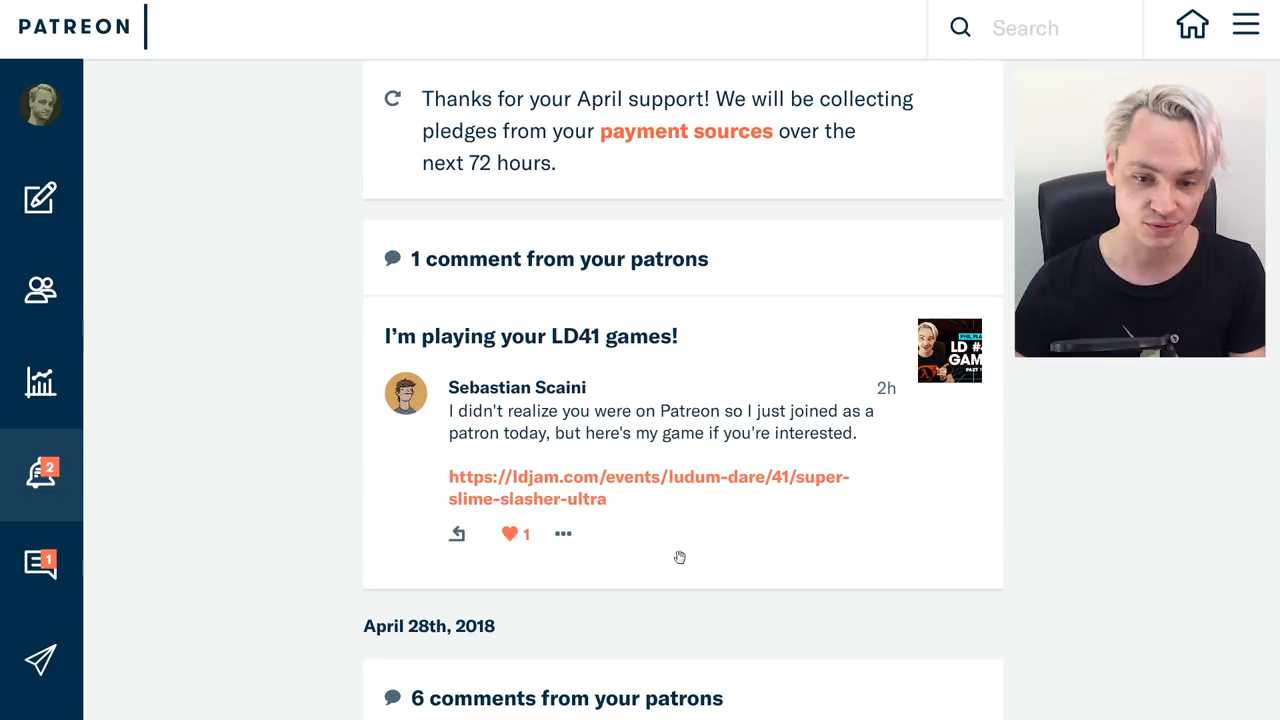 PATREON
Search
Thanks for your April support! We will be collecting
pledges from your payment sources over the
next 72 hours.
1 comment from your patrons
I'm playing your LD41 games!
Sebastian Scaini
2h
I didn't realize you were on Patreon so I just joined as a
patron today, but here's my game if you're interested.
https://ldjam.com/events/ludum-dare/41/super-
slime-slasher-ultra
1
2
1
April 28th, 2018
6 comments from your patrons